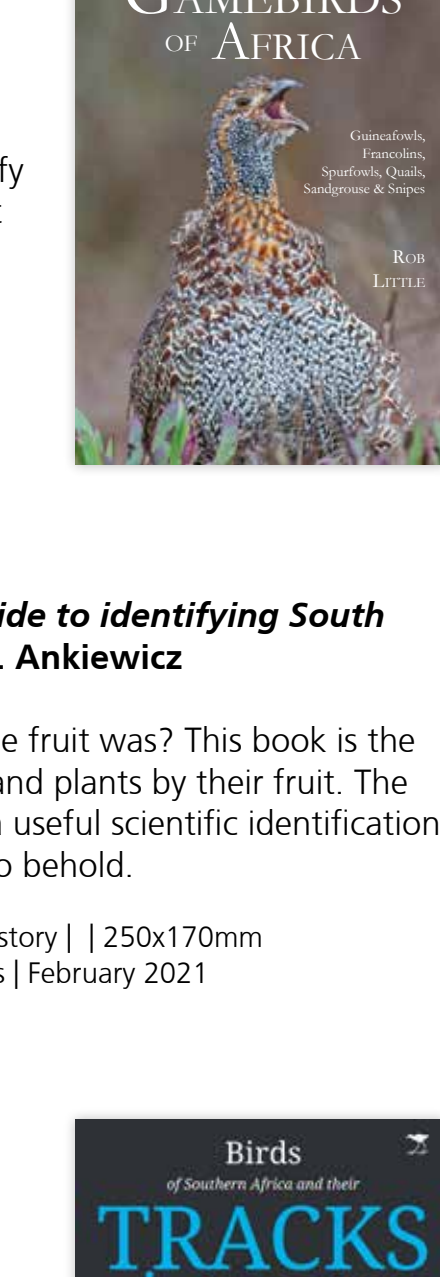 GAMEBIRDS
OF AFRICA
Guineafowls,
Francolins,
Spurfowls, Quails,
Sandgrouse & Snipes
ROB
LITTLE
ide to identifying South
. Ankiewicz
e fruit was? This book is the
and plants by their fruit. The
useful scientific identification
o behold.
story | | 250x170mm
s | February 2021
Birds
of Southern Africa and their
TRACKS